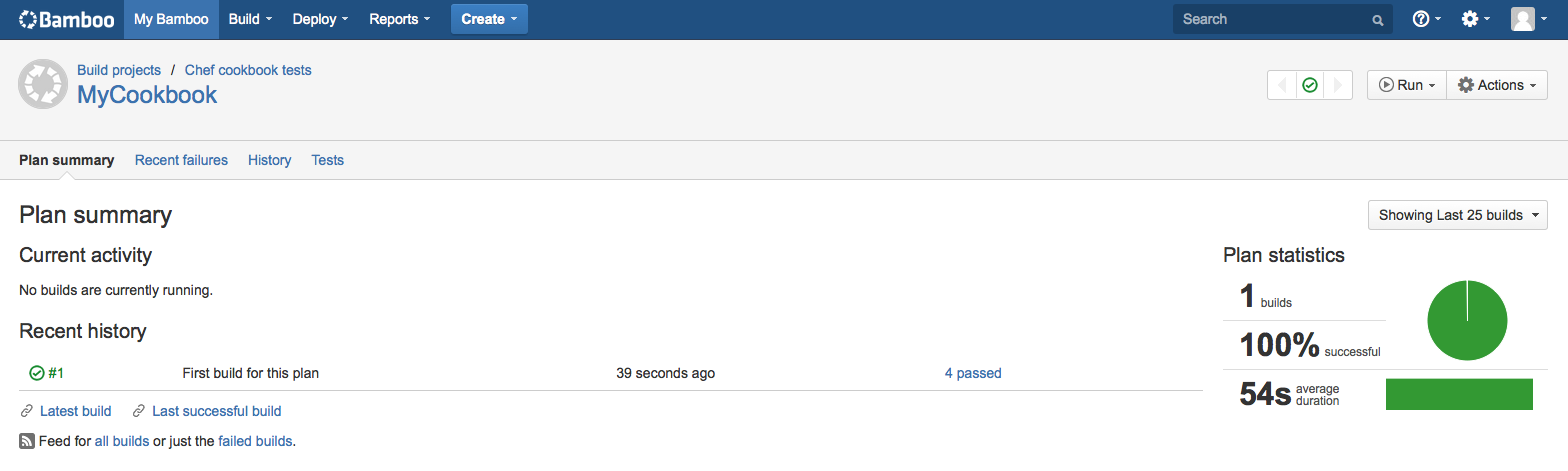 Bamboo My Bamboo Build Deploy Reports Create Search
Build projects / Chef cookbook tests
MyCookbook
Run Actions
Plan summary Recent failures History Tests
Plan summary
Showing Last 25 builds
Current activity
No builds are currently running.
Recent history
#1 First build for this plan 39 seconds ago 4 passed
Latest build Last successful build
Feed for all builds or just the failed builds.
Plan statistics
1 builds
100% successful
54s average
duration